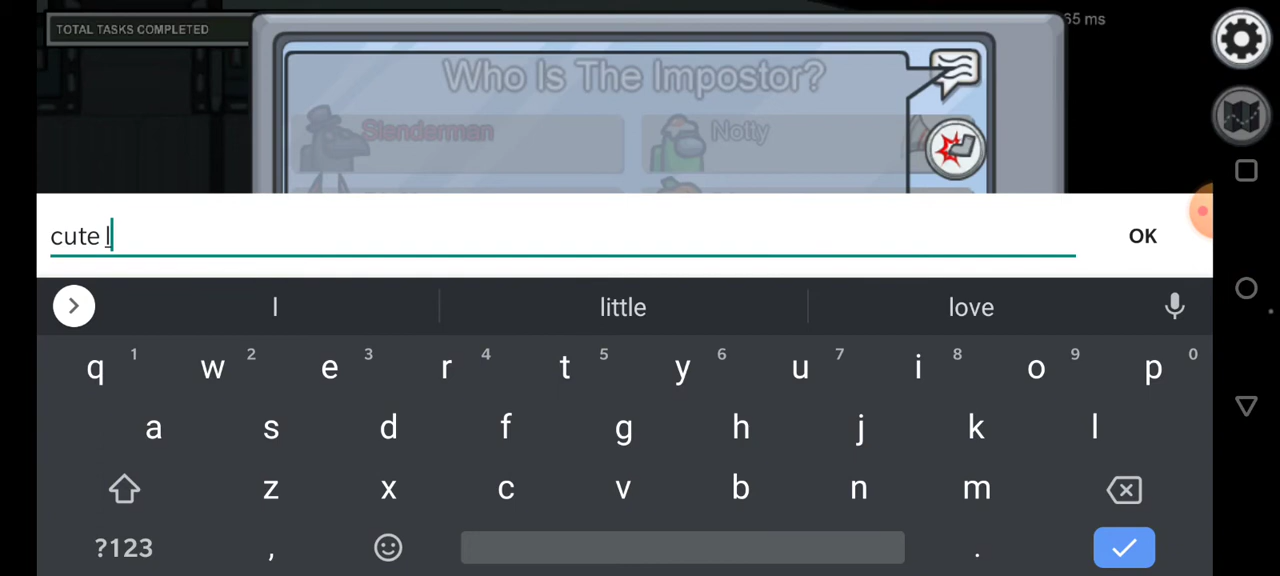 TOTAL TASKS COMPLETED
65 ms
Who Is The Impostor?
Slenderman
Notty
cute l
OK
l
little
love
q 1 w 2 e 3 r 4 t 5 y 6 u 7 i 8 o 9 p 0
a s d f g h j k l
z x c v b n m
?123 , .